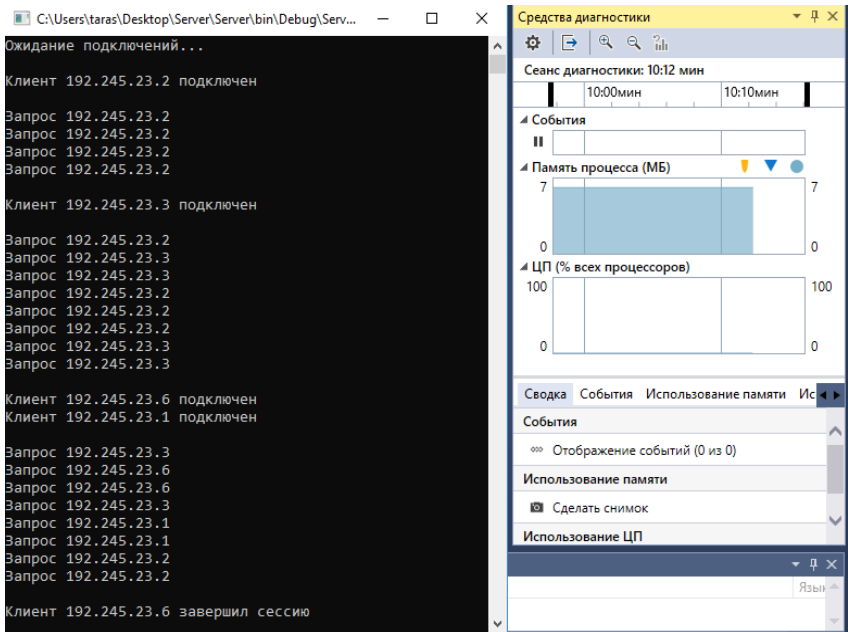 C:\Users\taras\Desktop\Server\Server\bin\Debug\Serv...
Ожидание подключений...
Клиент 192.245.23.2 подключен
Запрос 192.245.23.2
Запрос 192.245.23.2
Запрос 192.245.23.2
Запрос 192.245.23.2
Клиент 192.245.23.3 подключен
Запрос 192.245.23.2
Запрос 192.245.23.3
Запрос 192.245.23.3
Запрос 192.245.23.2
Запрос 192.245.23.2
Запрос 192.245.23.2
Запрос 192.245.23.3
Запрос 192.245.23.3
Клиент 192.245.23.6 подключен
Клиент 192.245.23.1 подключен
Запрос 192.245.23.3
Запрос 192.245.23.6
Запрос 192.245.23.6
Запрос 192.245.23.3
Запрос 192.245.23.1
Запрос 192.245.23.1
Запрос 192.245.23.2
Запрос 192.245.23.2
Клиент 192.245.23.6 завершил сессию
Средства диагностики
Сеанс диагностики: 10:12 мин
10:00мин 10:10мин
События
Память процесса (МБ)
7 7
0 0
ЦП (% всех процессоров)
100 100
0 0
Сводка События Использование памяти Ис
События
Отображение событий (0 из 0)
Использование памяти
Сделать снимок
Использование ЦП
Язык